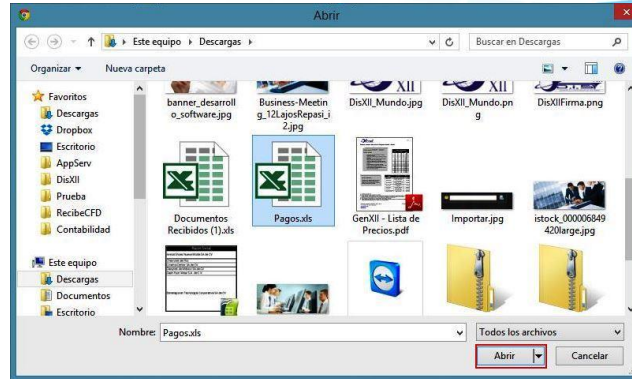 Abrir
Este equipo
Descargas
Buscar en Descargas
Organizar
Nueva carpeta
Favoritos
Descargas
Dropbox
Escritorio
AppServ
DisXII
Prueba
RecibeCFD
Contabilidad
Este equipo
Descargas
Documentos
Escritorio
XII
XII
banner_desarroll
o_software.jpg
Business-Meetin
g_12LajosRepasi_i
2.jpg
DisXII_Mundo.jpg
DisXII_Mundo.pn
g
DisXIIFirma.png
Documentos
Recibidos (1).xls
Pagos.xls
GenXII - Lista de
Precios.pdf
Importar.jpg
istock_000006849
420large.jpg
Nombre:
Pagos.xls
Todos los archivos
Abrir
Cancelar